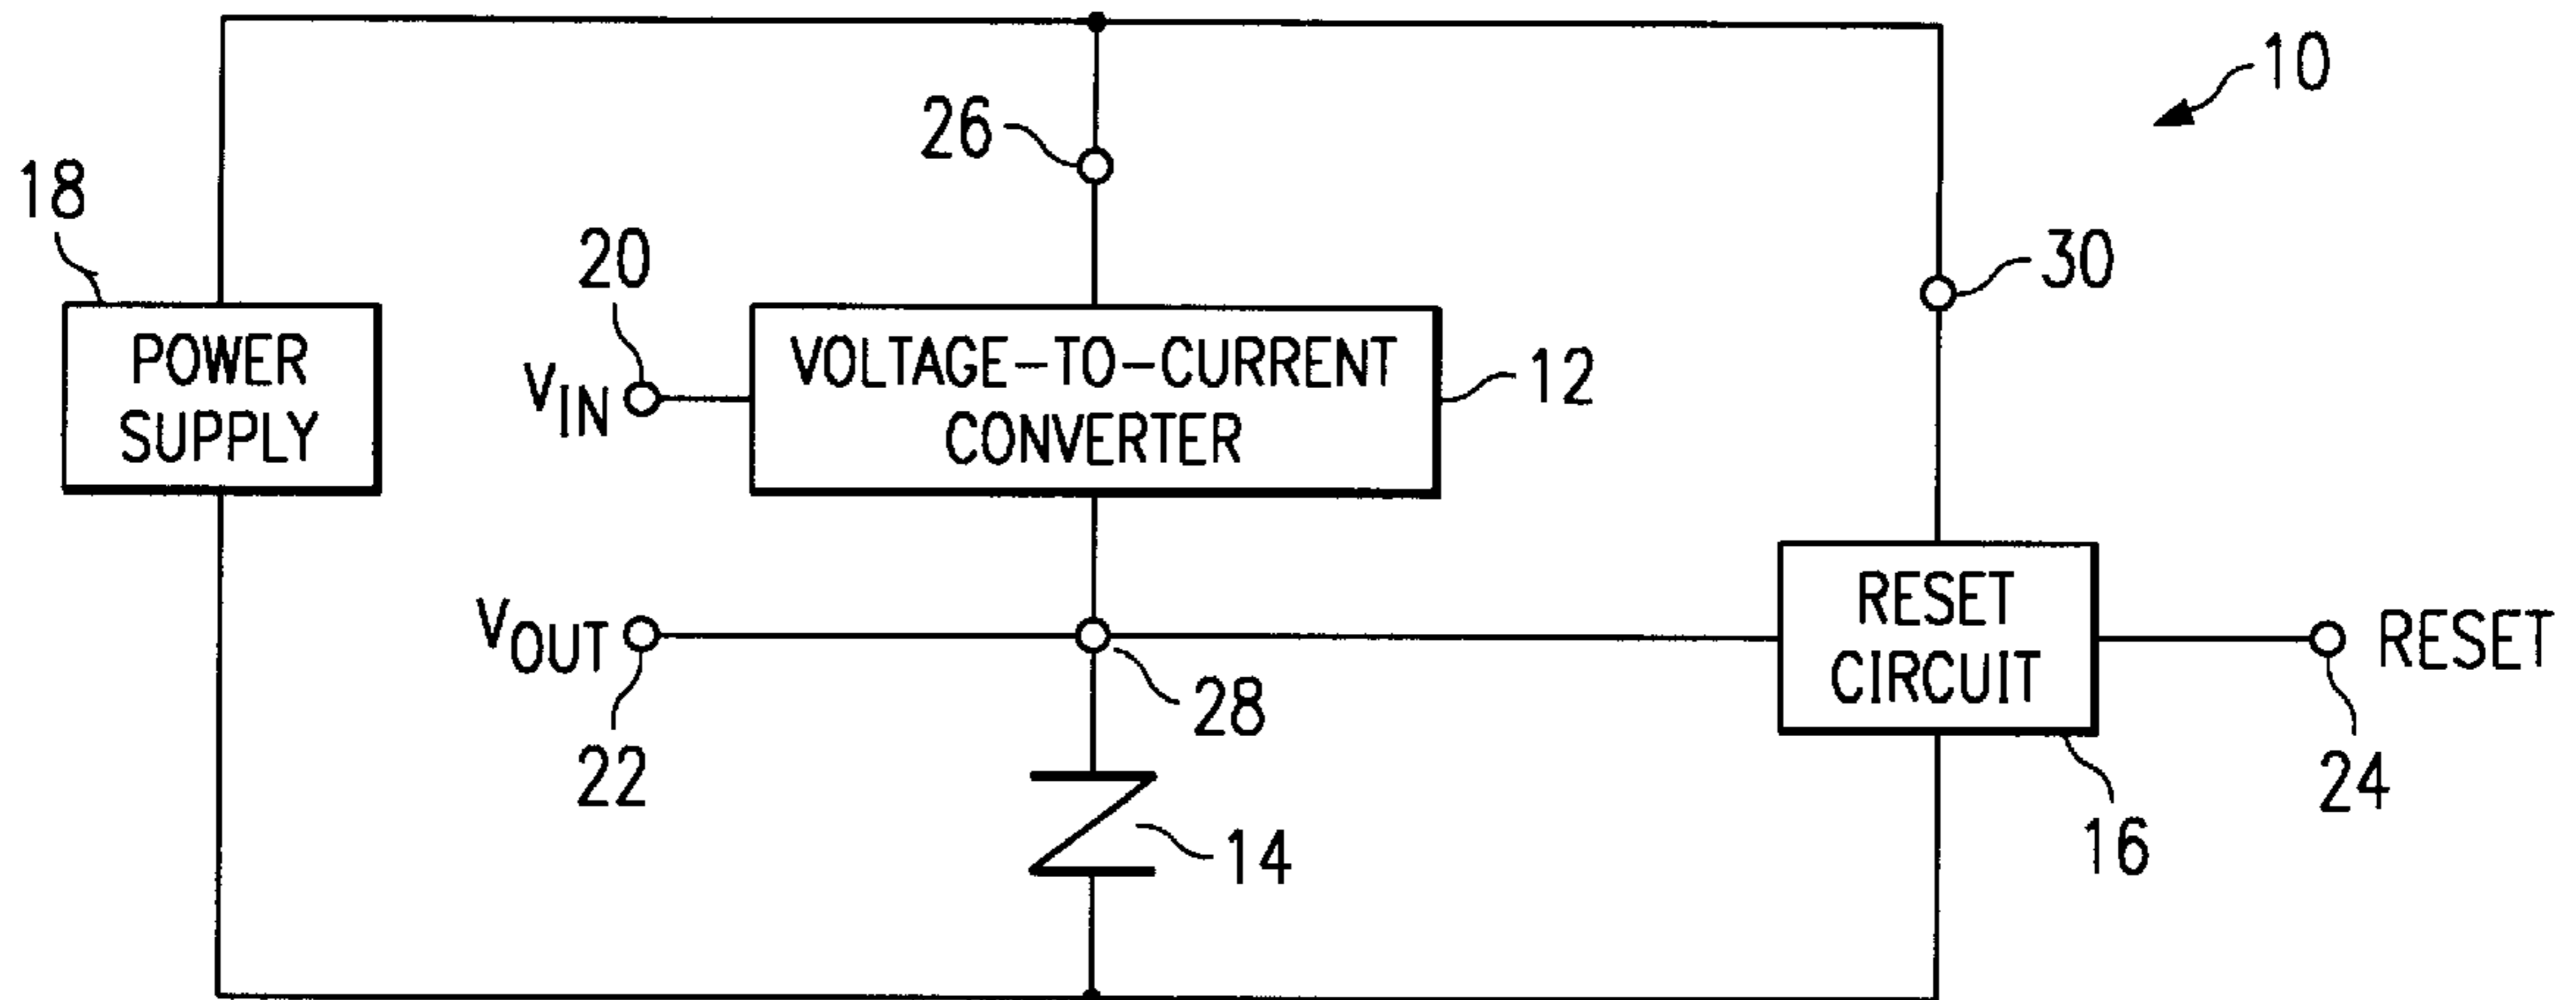 10
26
18
20
30
POWER
SUPPLY
VIN
VOLTAGE-TO-CURRENT
CONVERTER
12
VOUT
22
28
RESET
CIRCUIT
RESET
24
14
16